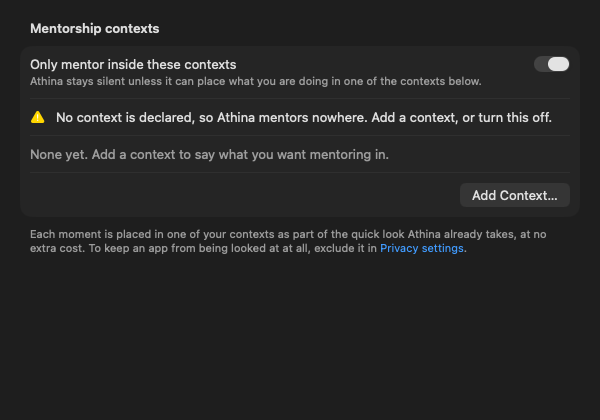 Mentorship contexts
Only mentor inside these contexts
Athina stays silent unless it can place what you are doing in one of the contexts below.
No context is declared, so Athina mentors nowhere. Add a context, or turn this off.
None yet. Add a context to say what you want mentoring in.
Add Context...
Each moment is placed in one of your contexts as part of the quick look Athina already takes, at no
extra cost. To keep an app from being looked at at all, exclude it in Privacy settings.